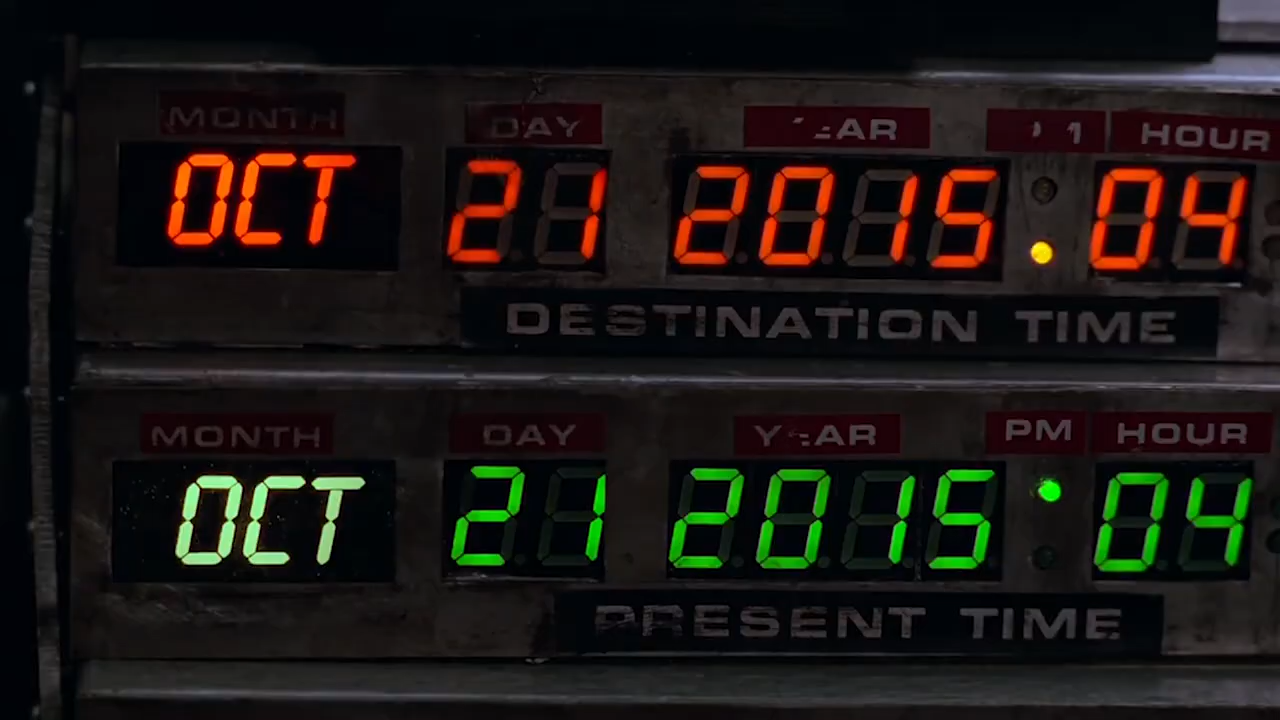 MONTH DAY YEAR HOUR
OCT 21 2015 04
DESTINATION TIME
MONTH DAY YEAR PM HOUR
OCT 21 2015 04
PRESENT TIME